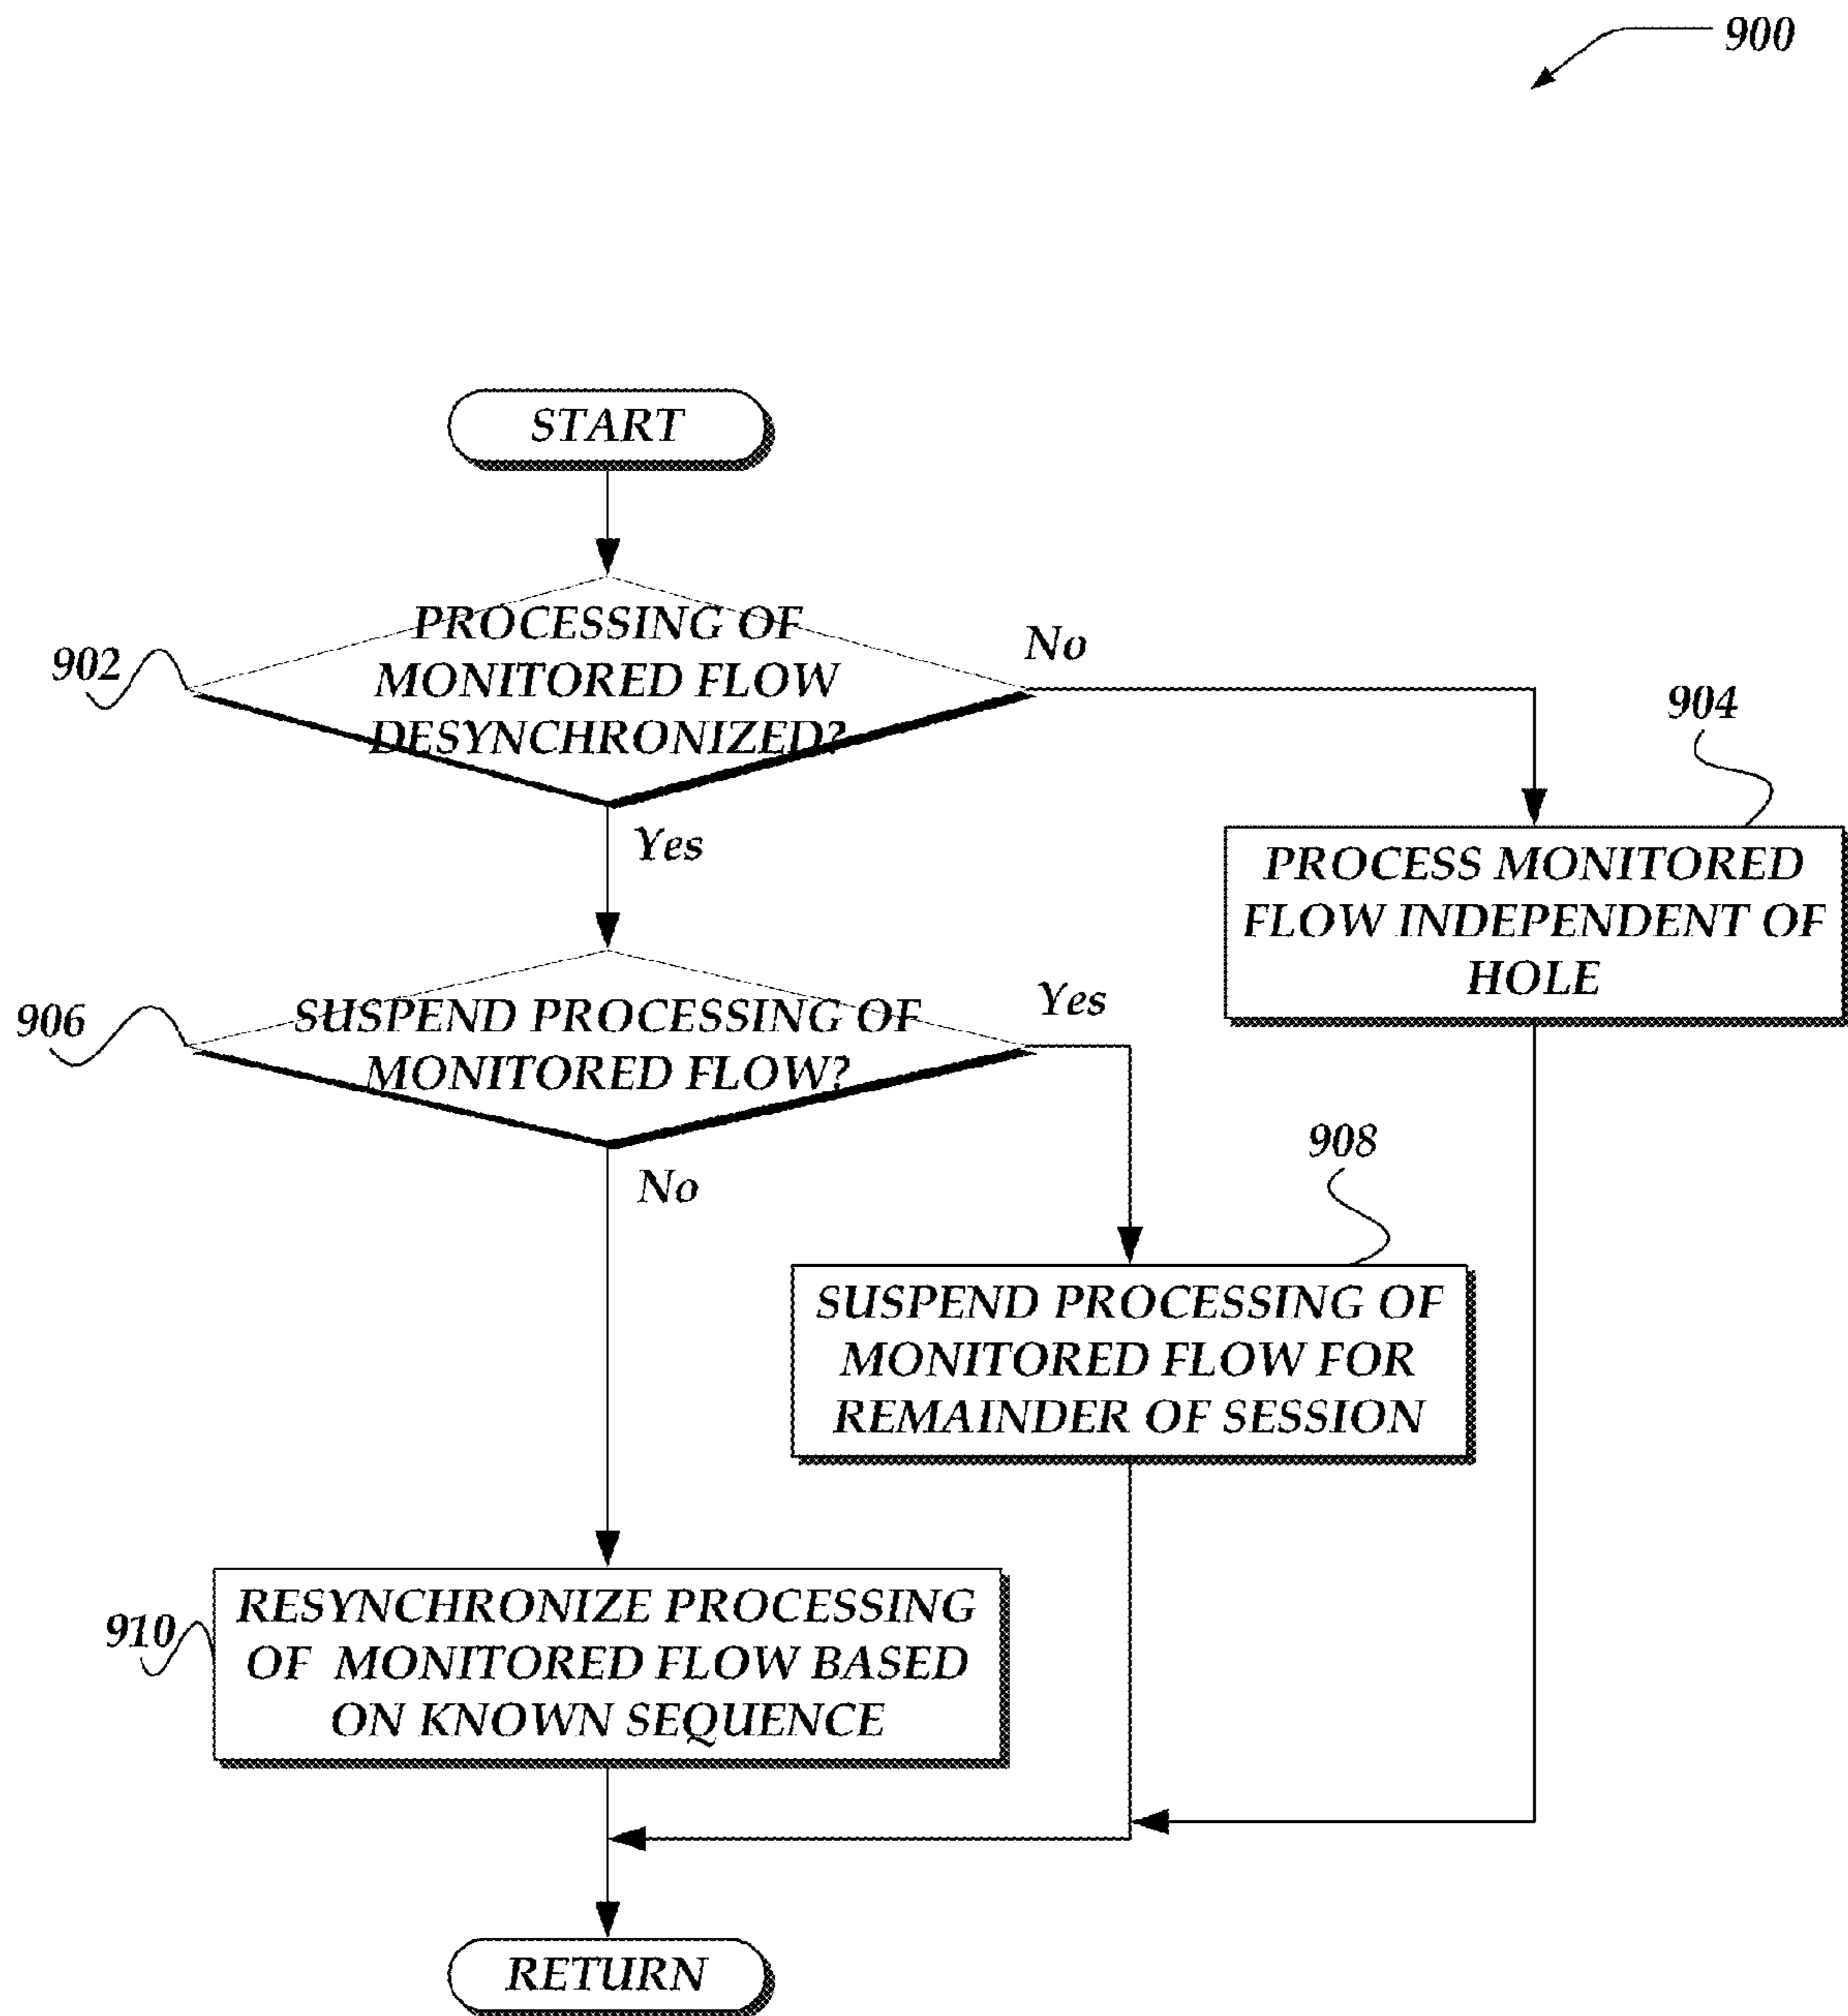 900
START
902
PROCESSING OF
MONITORED FLOW
DESYNCHRONIZED?
No
Yes
904
PROCESS MONITORED
FLOW INDEPENDENT OF
HOLE
906
SUSPEND PROCESSING OF
MONITORED FLOW?
Yes
No
908
SUSPEND PROCESSING OF
MONITORED FLOW FOR
REMAINDER OF SESSION
910
RESYNCHRONIZE PROCESSING
OF MONITORED FLOW BASED
ON KNOWN SEQUENCE
RETURN